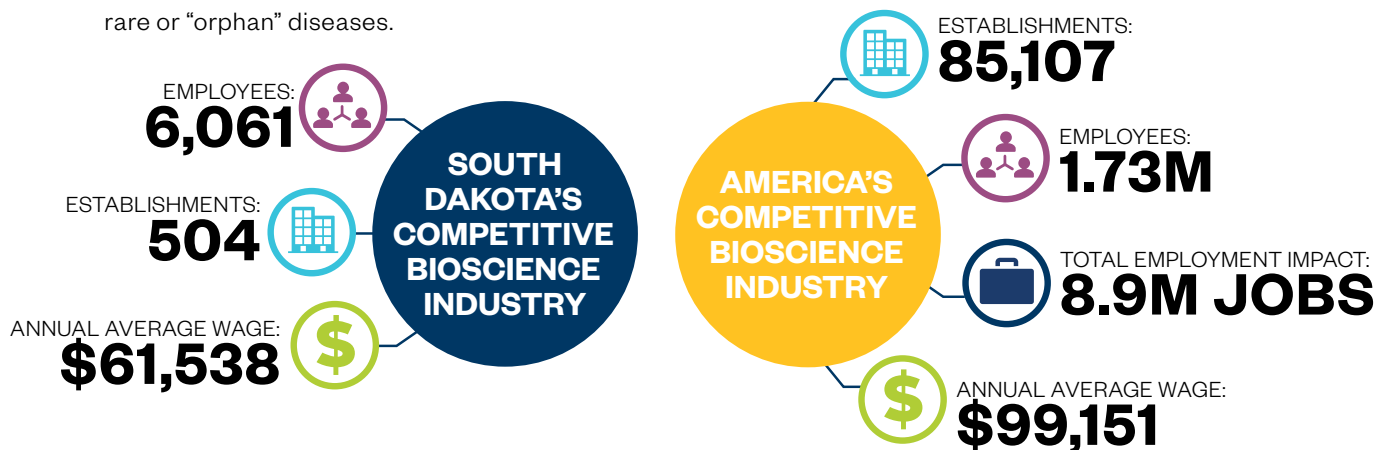 rare or “orphan” diseases.
EMPLOYEES:
6,061
ESTABLISHMENTS:
504
ANNUAL AVERAGE WAGE:
$61,538
SOUTH
DAKOTA’S
COMPETITIVE
BIOSCIENCE
INDUSTRY
AMERICA’S
COMPETITIVE
BIOSCIENCE
INDUSTRY
ESTABLISHMENTS:
85,107
EMPLOYEES:
1.73M
TOTAL EMPLOYMENT IMPACT:
8.9M JOBS
ANNUAL AVERAGE WAGE:
$99,151